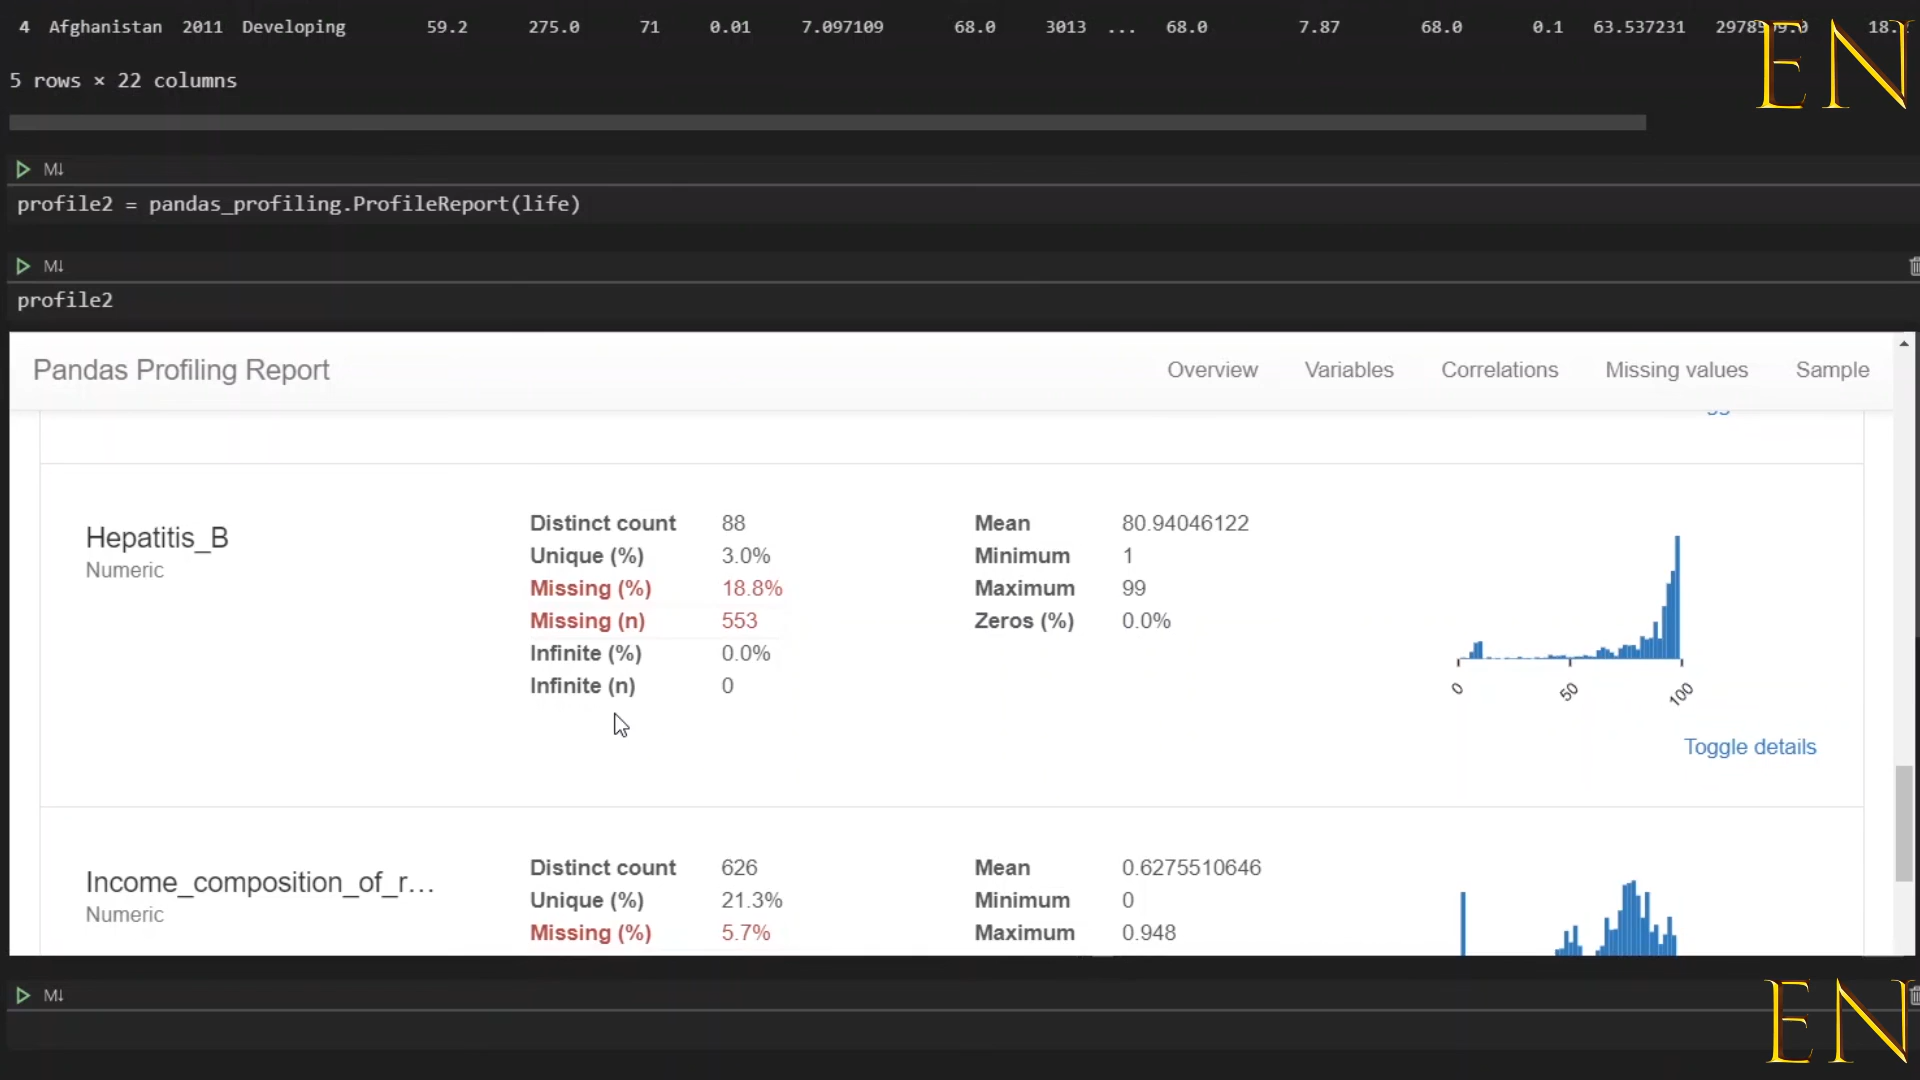 4 Afghanistan 2011 Developing 59.2 275.0 71 0.01 7.097109 68.0 3013 ... 68.0 7.87 68.0 0.1 63.537231
5 rows × 22 columns
EN
M↓
profile2 = pandas_profiling.ProfileReport(life)
M↓
profile2
Pandas Profiling Report Overview Variables Correlations Missing values Sample
Hepatitis_B
Numeric
Distinct count 88
Unique (%) 3.0%
Missing (%) 18.8%
Missing (n) 553
Infinite (%) 0.0%
Infinite (n) 0
Mean 80.94046122
Minimum 1
Maximum 99
Zeros (%) 0.0%
0 50 100
Toggle details
Income_composition_of_r...
Numeric
Distinct count 626
Unique (%) 21.3%
Missing (%) 5.7%
Mean 0.6275510646
Minimum 0
Maximum 0.948
M↓
EN